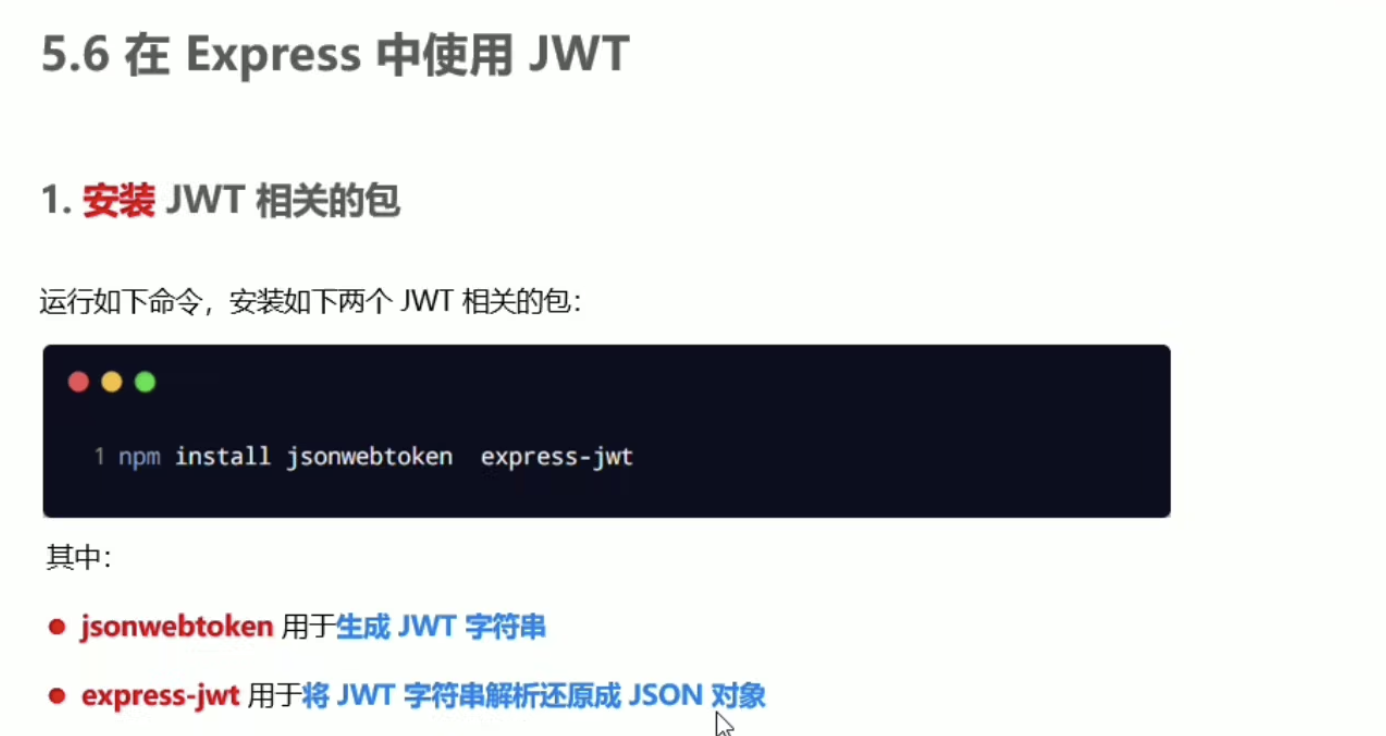 5.6 在 Express 中使用 JWT
1. 安装 JWT 相关的包
运行如下命令，安装如下两个 JWT 相关的包：
1 npm install jsonwebtoken  express-jwt
其中：
● jsonwebtoken 用于生成 JWT 字符串
● express-jwt 用于将 JWT 字符串解析还原成 JSON 对象